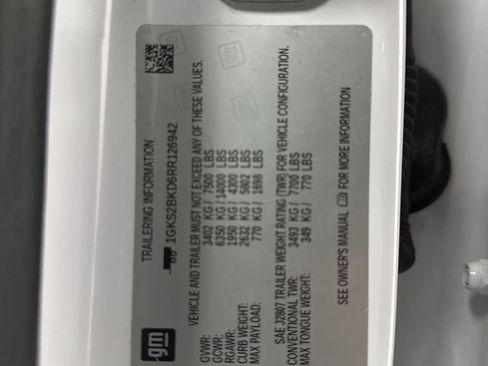 gm
TRAILERING INFORMATION
1GKS2BKD6RR126942
VEHICLE AND TRAILER MUST NOT EXCEED ANY OF THESE VALUES.
GVWR: 3402 KG / 7500 LBS
GCWR: 6350 KG / 14000 LBS
RGAWR: 1950 KG / 4300 LBS
CURB WEIGHT: 2632 KG / 5802 LBS
MAX PAYLOAD: 770 KG / 1698 LBS
SAE J2807 TRAILER WEIGHT RATING (TWR) FOR VEHICLE CONFIGURATION.
CONVENTIONAL TWR: 3493 KG / 7700 LBS
MAX TONGUE WEIGHT: 349 KG / 770 LBS
SEE OWNER'S MANUAL FOR MORE INFORMATION